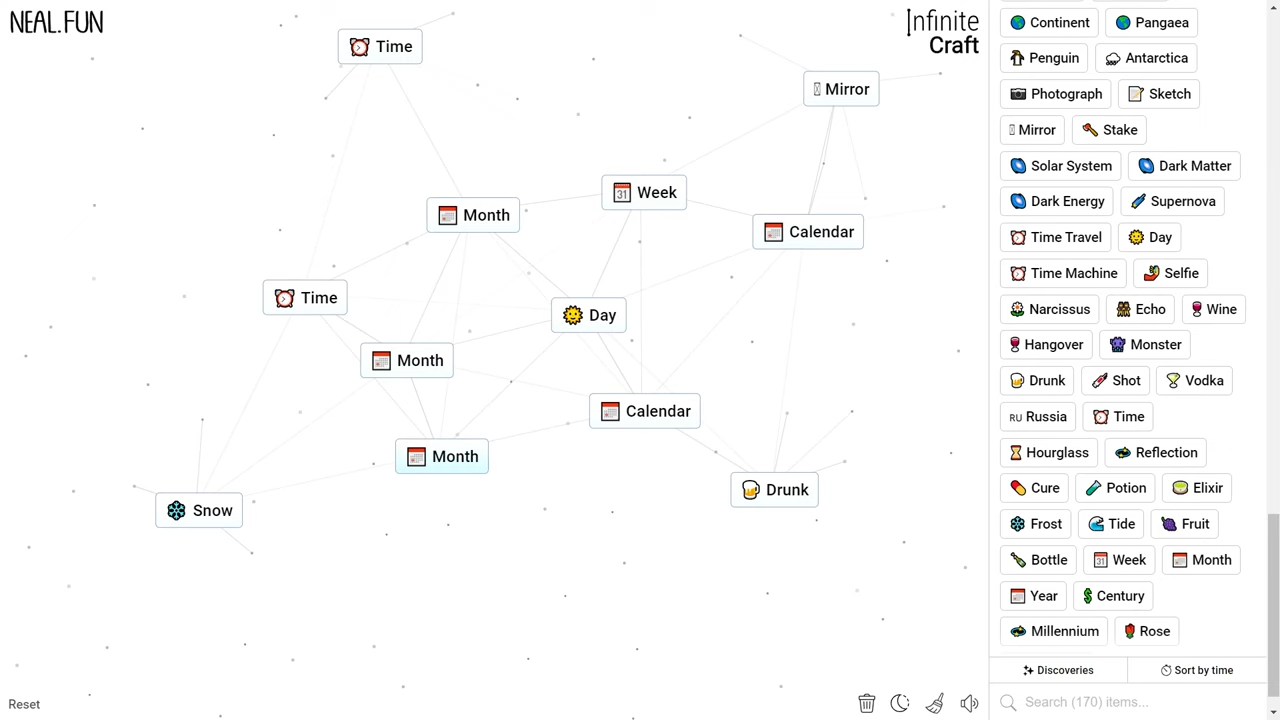 NEAL.FUN
Infinite
Craft
Time
Mirror
Week
Month
Calendar
Time
Day
Month
Calendar
Month
Drunk
Snow
Reset
Continent
Pangaea
Penguin
Antarctica
Photograph
Sketch
Mirror
Stake
Solar System
Dark Matter
Dark Energy
Supernova
Time Travel
Day
Time Machine
Selfie
Narcissus
Echo
Wine
Hangover
Monster
Drunk
Shot
Vodka
RU Russia
Time
Hourglass
Reflection
Cure
Potion
Elixir
Frost
Tide
Fruit
Bottle
Week
Month
Year
Century
Millennium
Rose
Discoveries
Sort by time
Search (170) items...